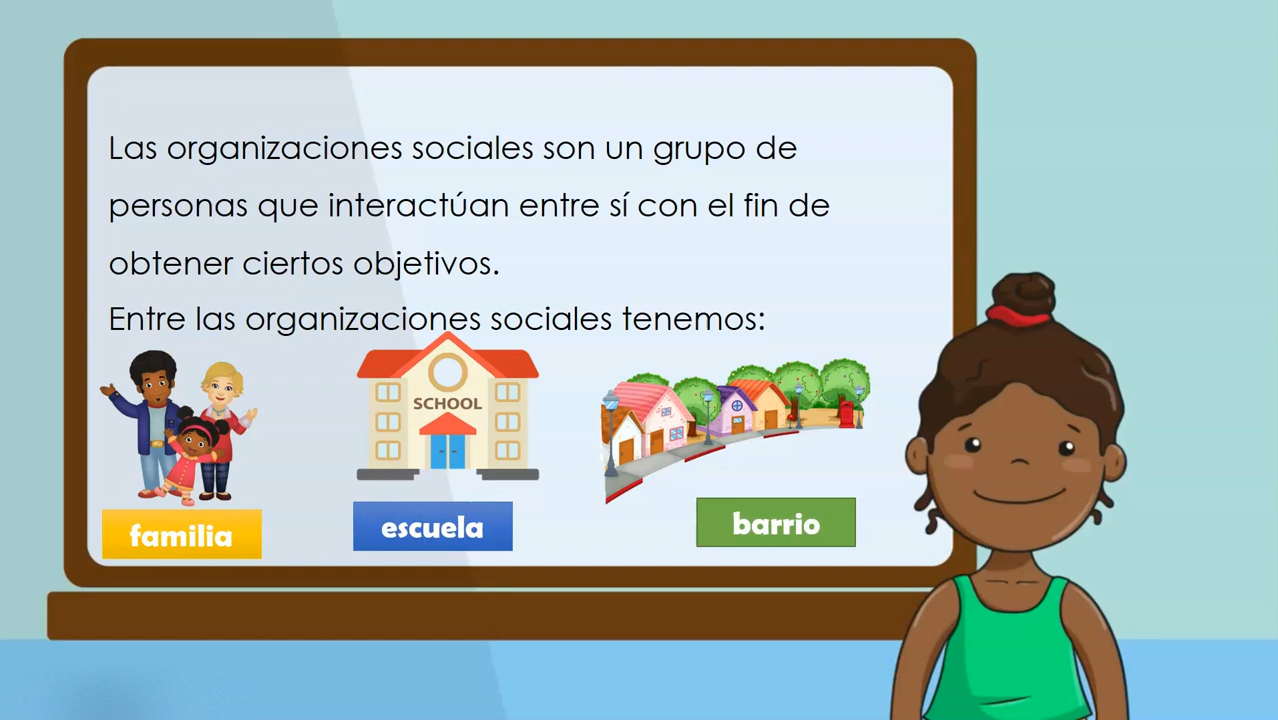 Las organizaciones sociales son un grupo de
personas que interactúan entre sí con el fin de
obtener ciertos objetivos.
Entre las organizaciones sociales tenemos:
SCHOOL
familia
escuela
barrio